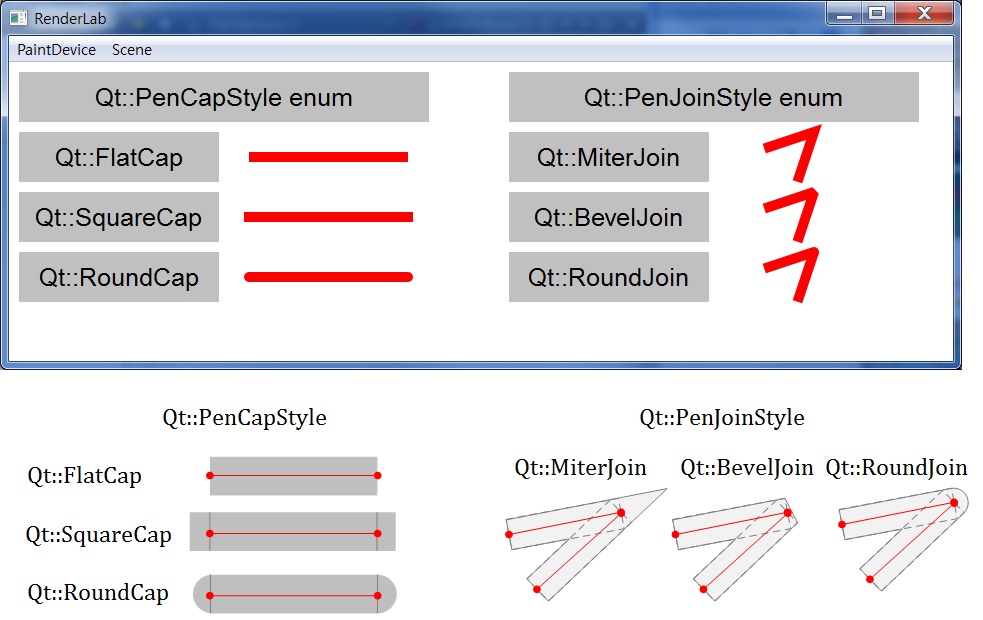 RenderLab
PaintDevice Scene
Qt::PenCapStyle enum
Qt::PenJoinStyle enum
Qt::FlatCap
Qt::MiterJoin
Qt::SquareCap
Qt::BevelJoin
Qt::RoundCap
Qt::RoundJoin
Qt::PenCapStyle
Qt::PenJoinStyle
Qt::FlatCap
Qt::SquareCap
Qt::RoundCap
Qt::MiterJoin
Qt::BevelJoin
Qt::RoundJoin